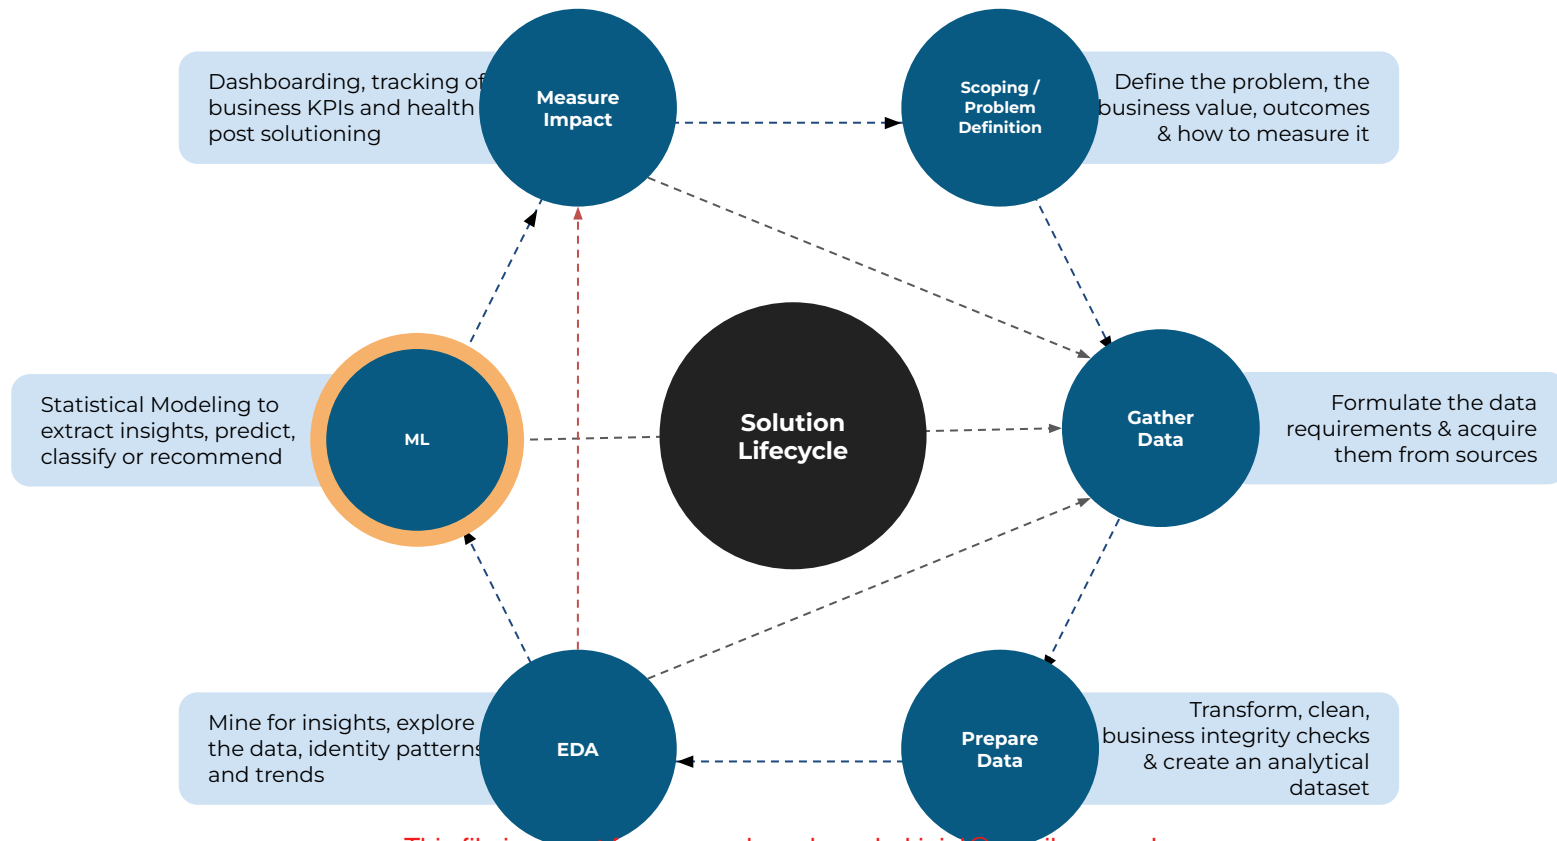 Dashboarding, tracking of
business KPIs and health
post solutioning
Measure
Impact
Scoping /
Problem
Definition
Define the problem, the
business value, outcomes
& how to measure it
Statistical Modeling to
extract insights, predict,
classify or recommend
ML
Solution
Lifecycle
Gather
Data
Formulate the data
requirements & acquire
them from sources
Mine for insights, explore
the data, identity patterns
and trends
EDA
Prepare
Data
Transform, clean,
business integrity checks
& create an analytical
dataset
This file is